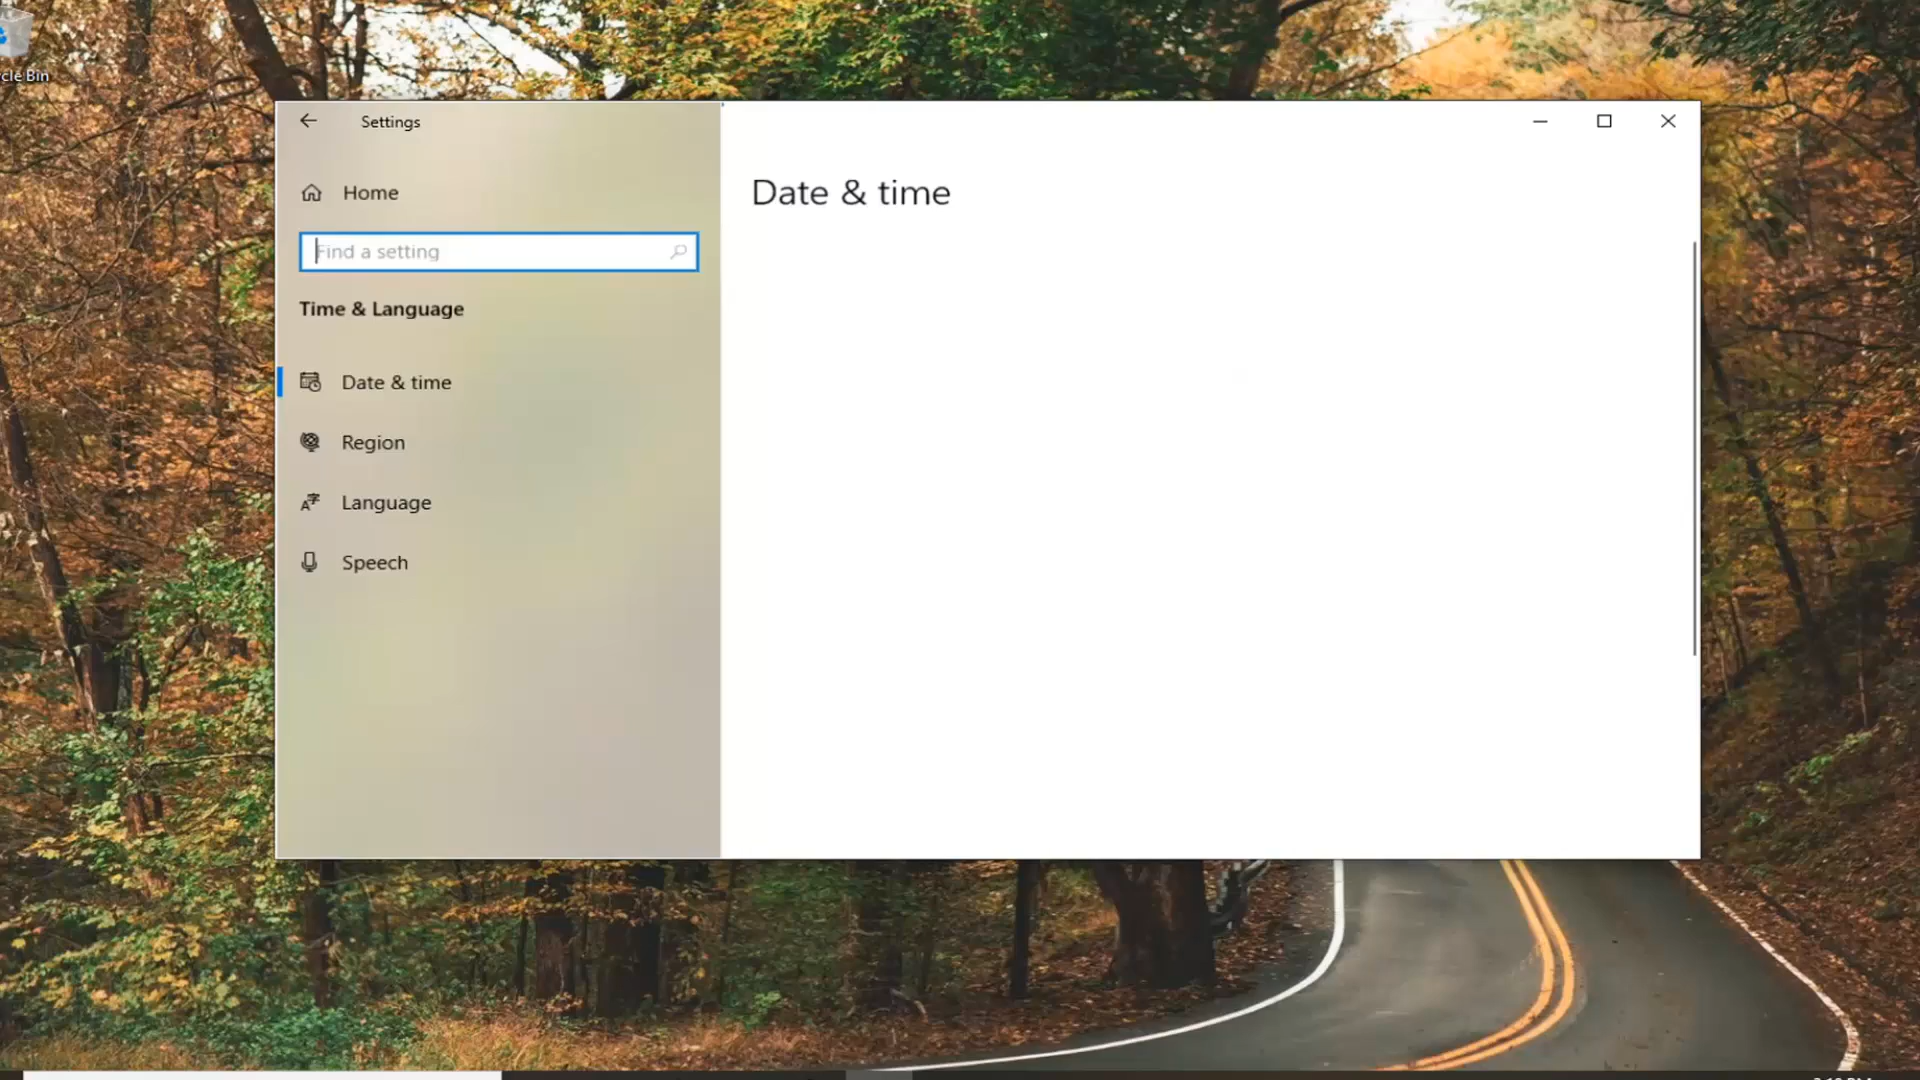 cle Bin
Settings
Home
Find a setting
Time & Language
Date & time
Region
Language
Speech
Date & time